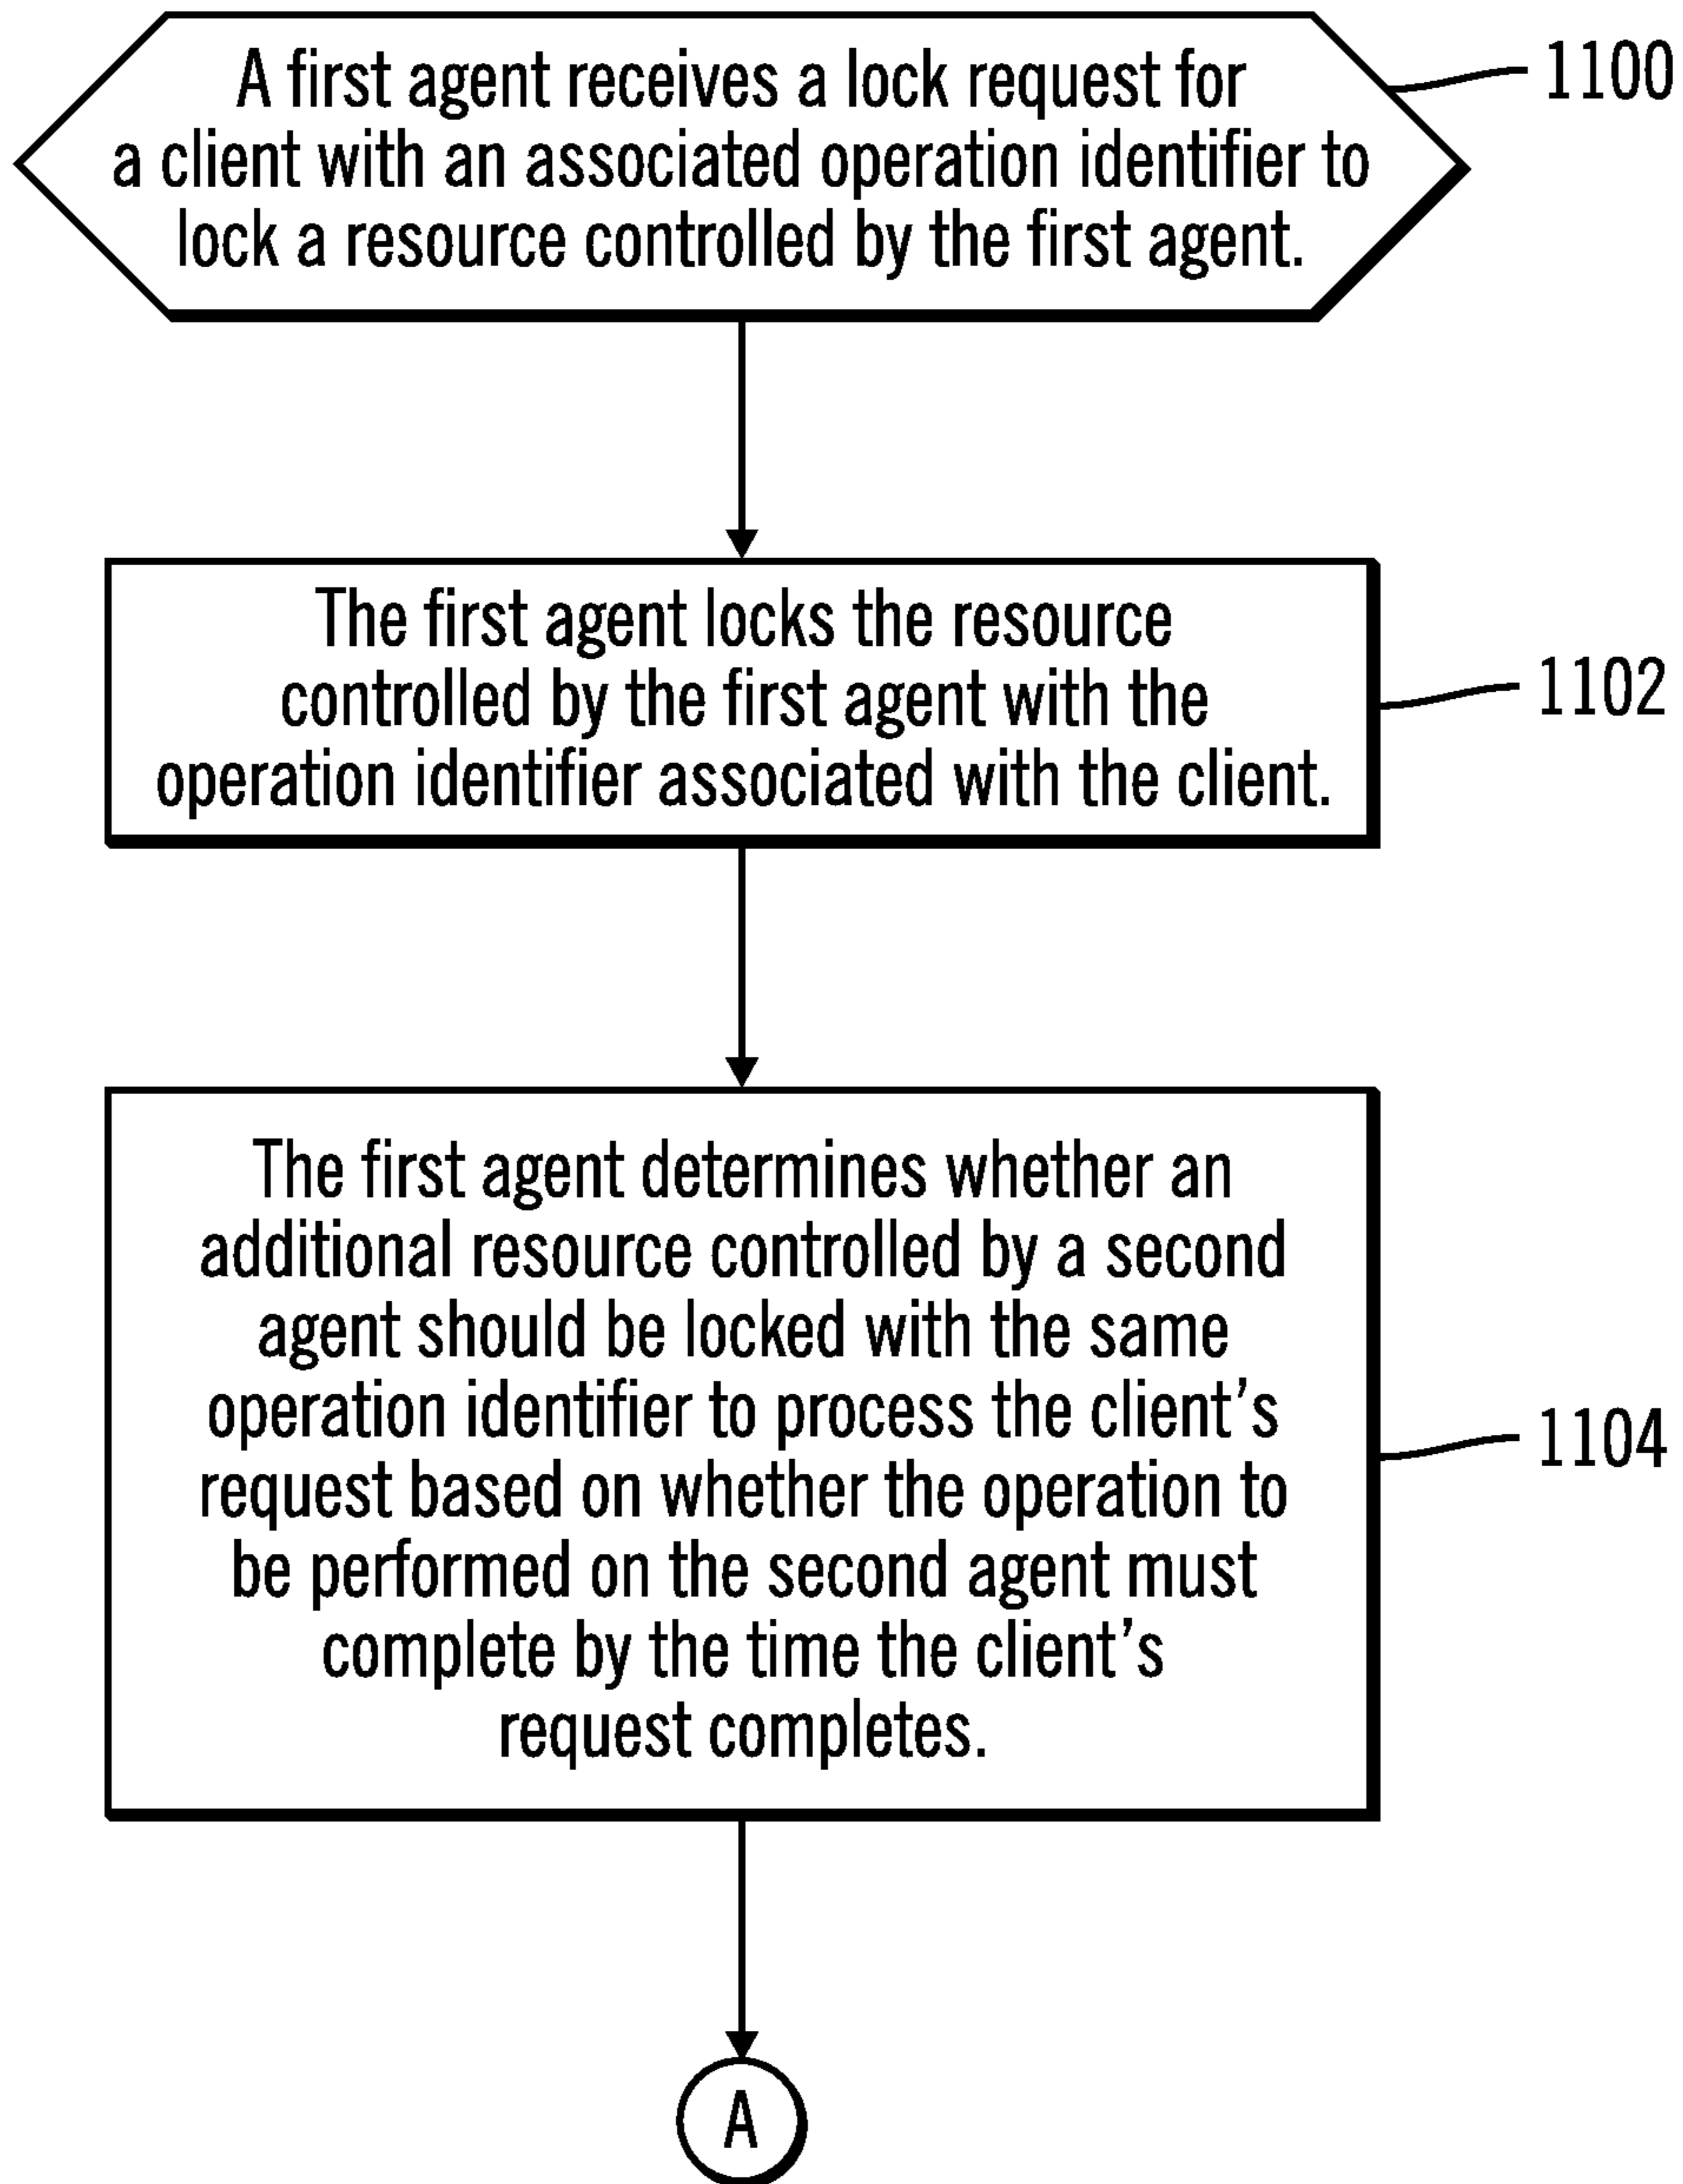 A first agent receives a lock request for
a client with an associated operation identifier to
lock a resource controlled by the first agent.
1100
The first agent locks the resource
controlled by the first agent with the
operation identifier associated with the client.
1102
The first agent determines whether an
additional resource controlled by a second
agent should be locked with the same
operation identifier to process the client’s
request based on whether the operation to
be performed on the second agent must
complete by the time the client’s
request completes.
1104
A